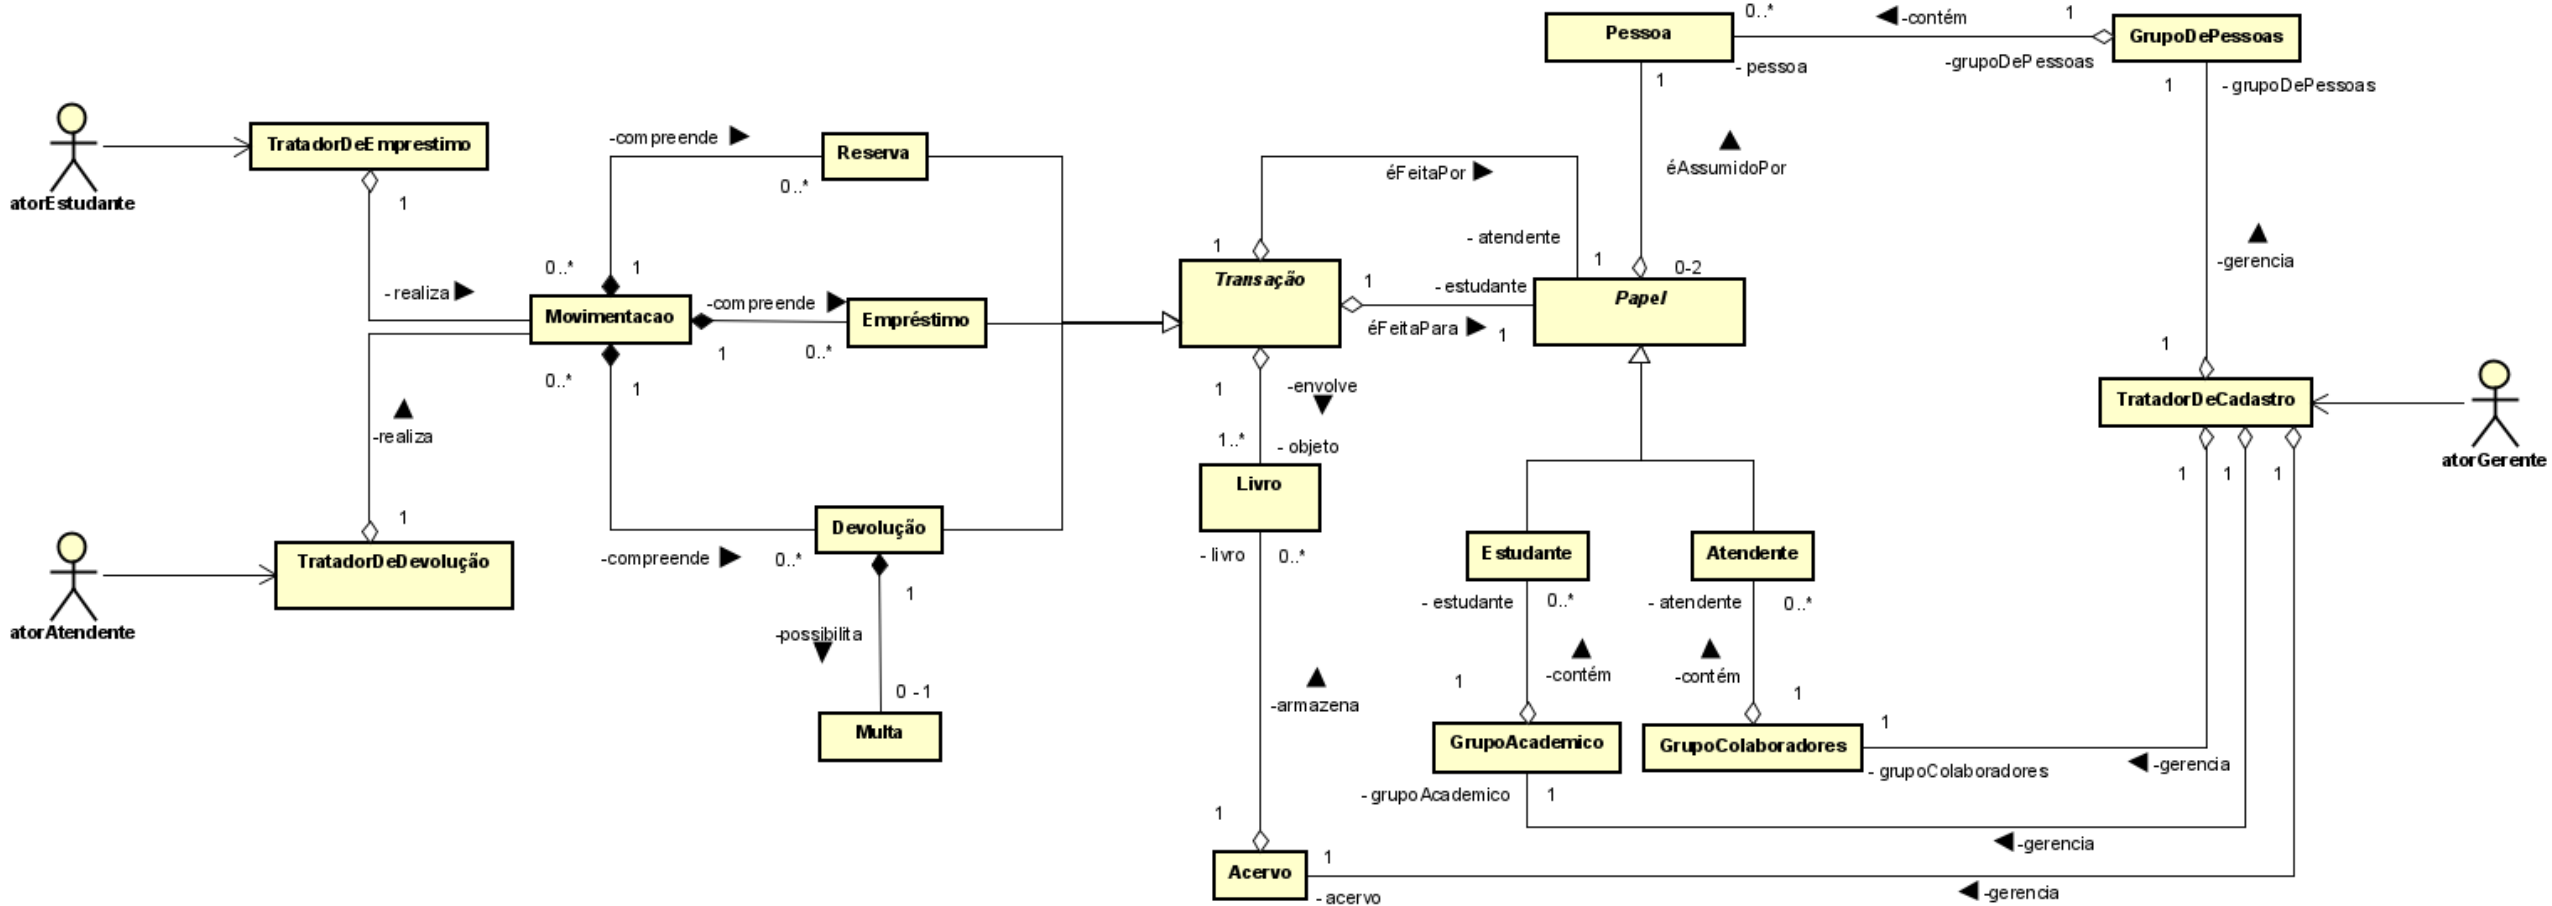 0..*
-contém
1
Pessoa
GrupoDePessoas
- pessoa
-grupoDePessoas
1
1
- grupoDePessoas
TratadorDeEmprestimo
-compreende
Reserva
éFeitaPor
éAssumidoPor
atorEstudante
1
0..*
1
- atendente
-gerencia
0..*
1
1
0-2
- realiza
Transação
1
- estudante
Papel
Movimentacao
-compreende
Empréstimo
éFeitaPara
1
1
0..*
1
0..*
1
1
-envolve
TratadorDeCadastro
-realiza
1..*
- objeto
atorGerente
1
1
1
Livro
1
Devolução
Estudante
Atendente
TratadorDeDevolução
-compreende
0..*
- livro
0..*
1
- estudante
0..*
- atendente
0..*
atorAtendente
-possibilita
-contém
-contém
0 - 1
1
1
-armazena
Multa
GrupoAcademico
GrupoColaboradores
1
- grupoColaboradores
-gerencia
- grupoAcademico
1
1
-gerencia
Acervo
1
- acervo
-gerencia